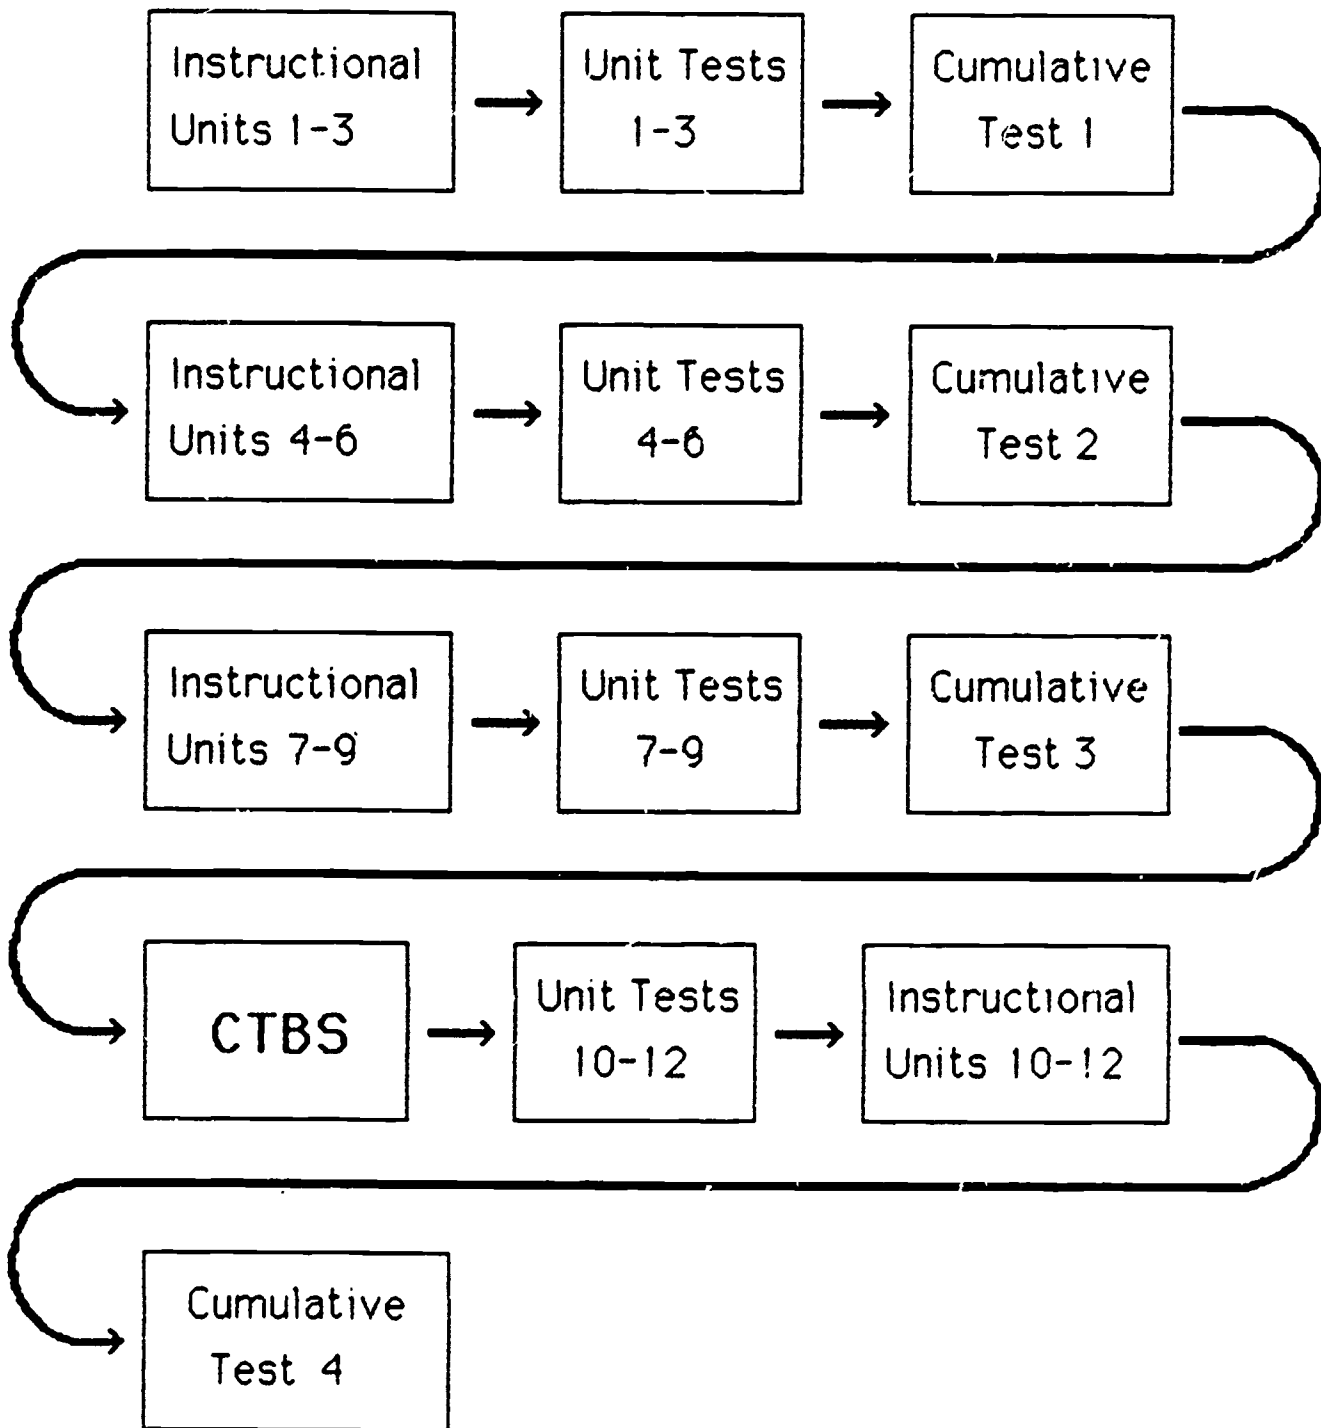 Instructional
Units 1-3
Unit Tests
1-3
Cumulative
Test 1
Instructional
Units 4-6
Unit Tests
4-6
Cumulative
Test 2
Instructional
Units 7-9
Unit Tests
7-9
Cumulative
Test 3
CTBS
Unit Tests
10-12
Instructional
Units 10-12
Cumulative
Test 4